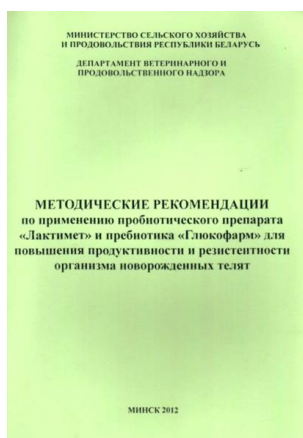 МИНИСТЕРСТВО СЕЛЬСКОГО ХОЗЯЙСТВА
И ПРОДОВОЛЬСТВИЯ РЕСПУБЛИКИ БЕЛАРУСЬ
ДЕПАРТАМЕНТ ВЕТЕРИНАРНОГО И
ПРОДОВОЛЬСТВЕННОГО НАДЗОРА
МЕТОДИЧЕСКИЕ РЕКОМЕНДАЦИИ
по применению пробиотического препарата
«Лактимет» и пребиотика «Глюкофарм» для
повышения продуктивности и резистентности
организма новорожденных телят
МИНСК 2012